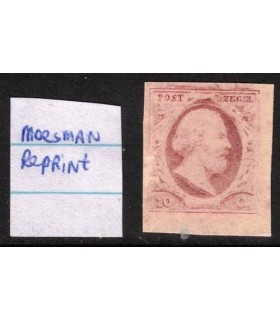 MOESMAN
REPRINT
POST ZEGEL
10 C